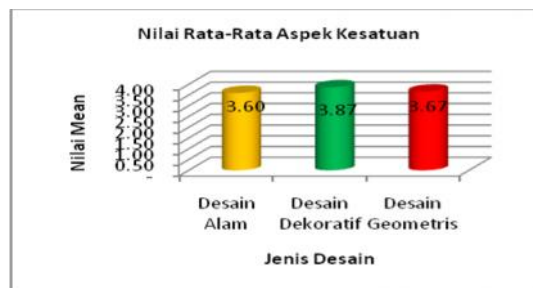 Nilai Rata-Rata Aspek Kesatuan
Nilai Mean
4.00
3.50
3.00
2.50
2.00
1.50
1.00
0.50
-
3.60
3.87
3.67
Desain Alam
Desain Dekoratif
Desain Geometris
Jenis Desain